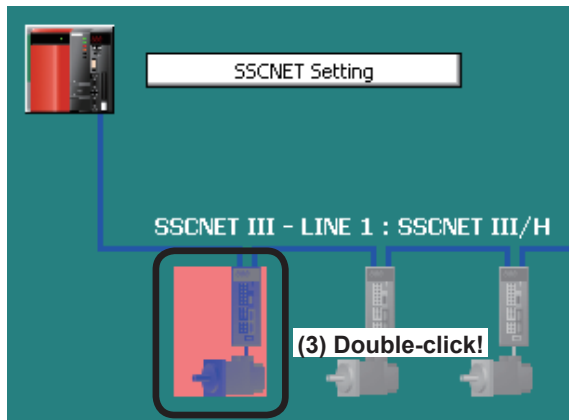 SSCNET Setting
SSCNET III - LINE 1 : SSCNET III/H
(3) Double-click!